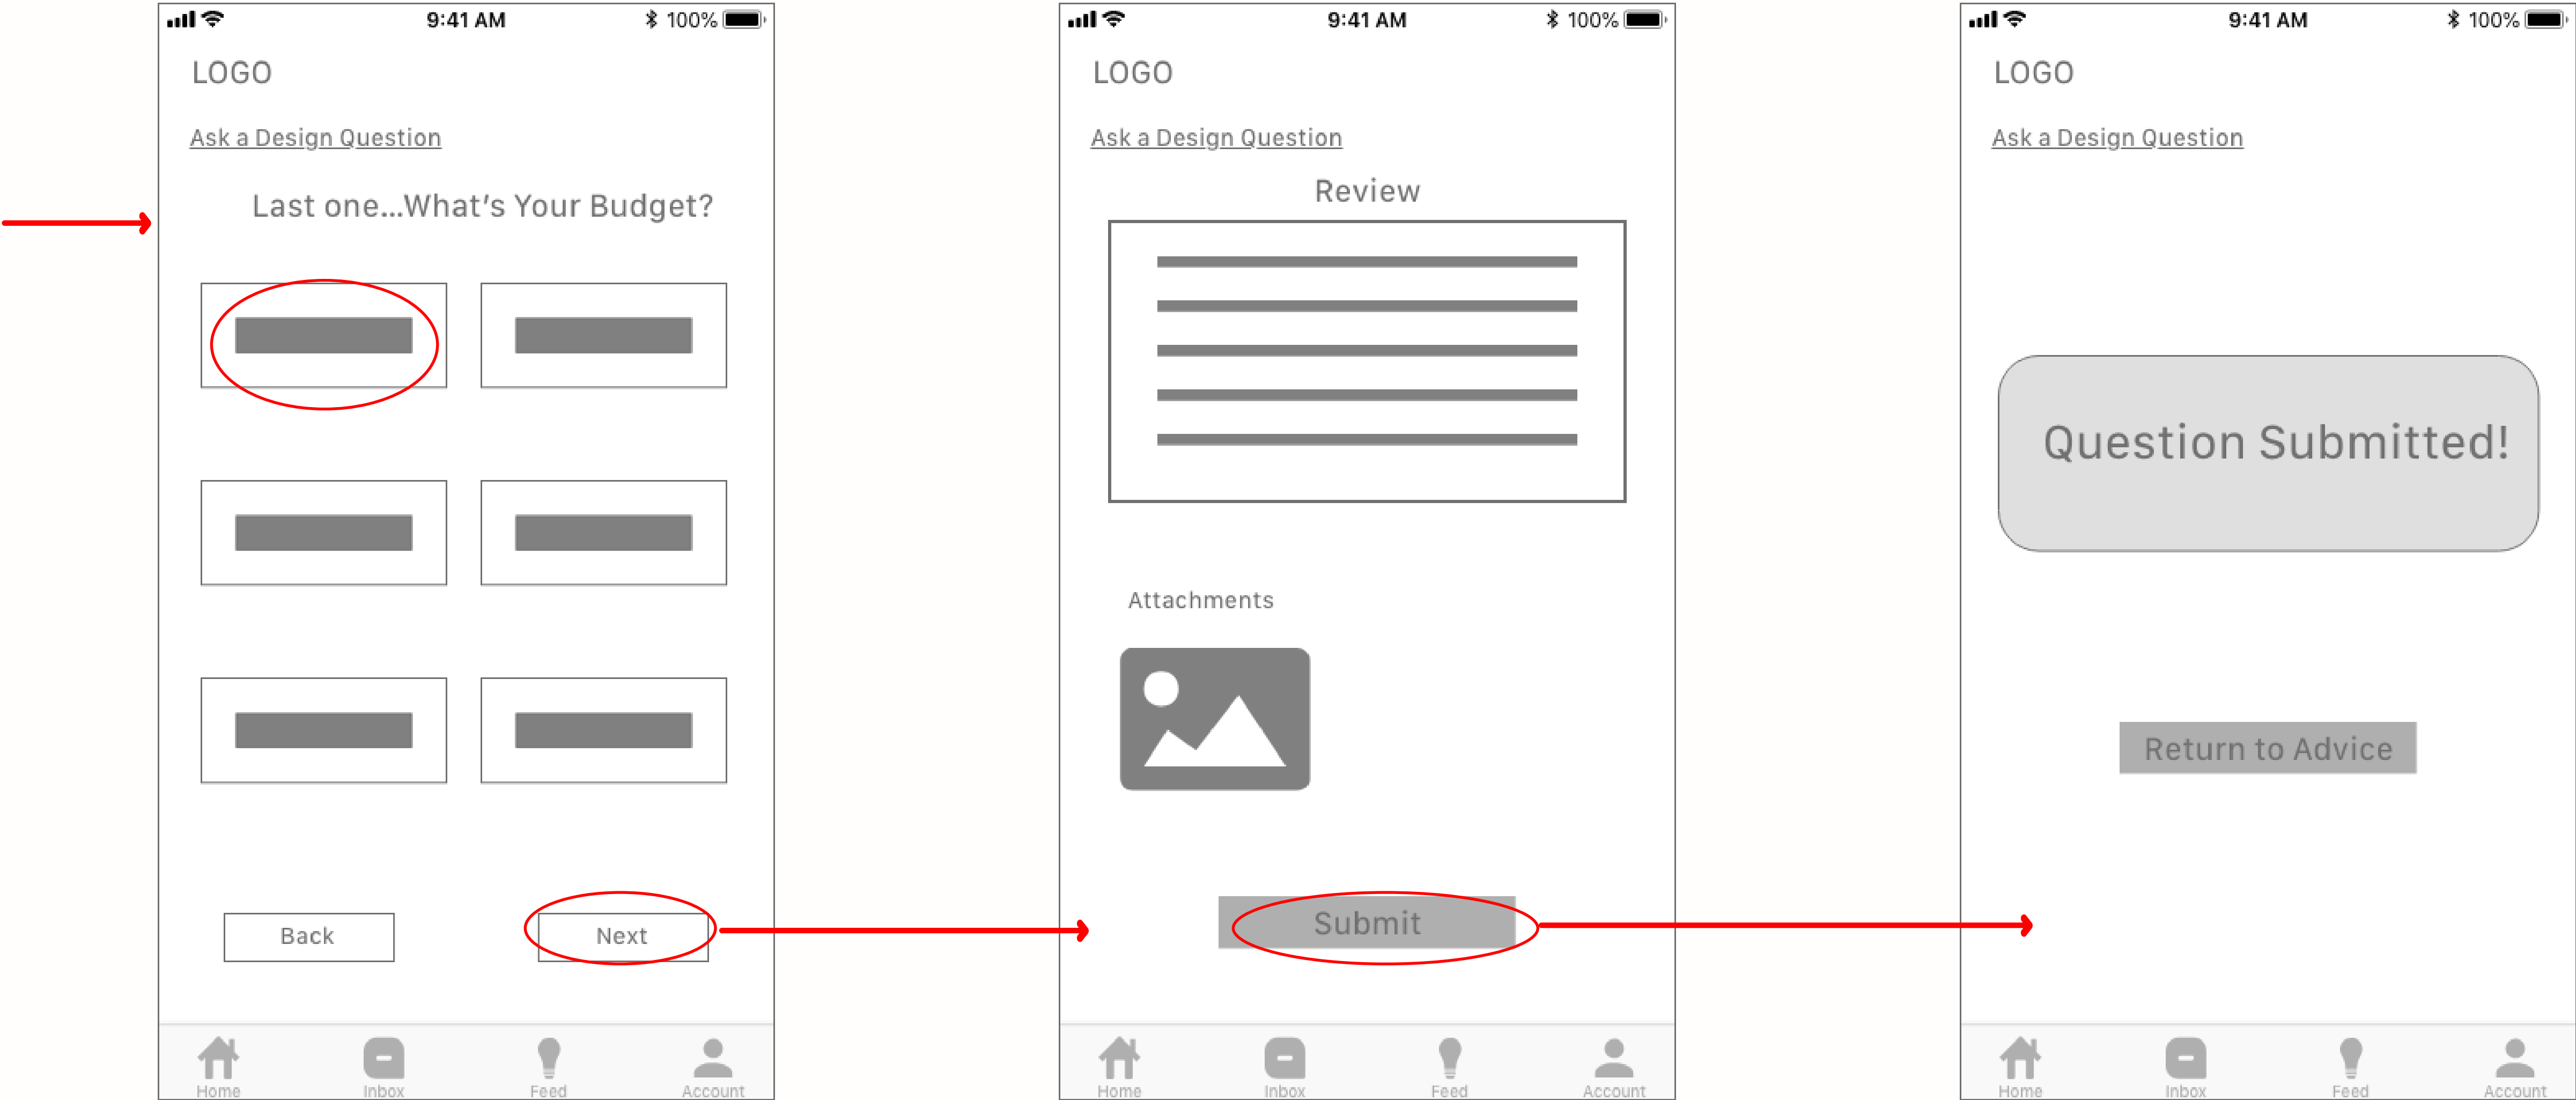 9:41 AM
100%
LOGO
Ask a Design Question
Last one...What's Your Budget?
Back
Next
Home
Inbox
Feed
Account
9:41 AM
100%
LOGO
Ask a Design Question
Review
Attachments
Submit
Home
Inbox
Feed
Account
9:41 AM
100%
LOGO
Ask a Design Question
Question Submitted!
Return to Advice
Home
Inbox
Feed
Account